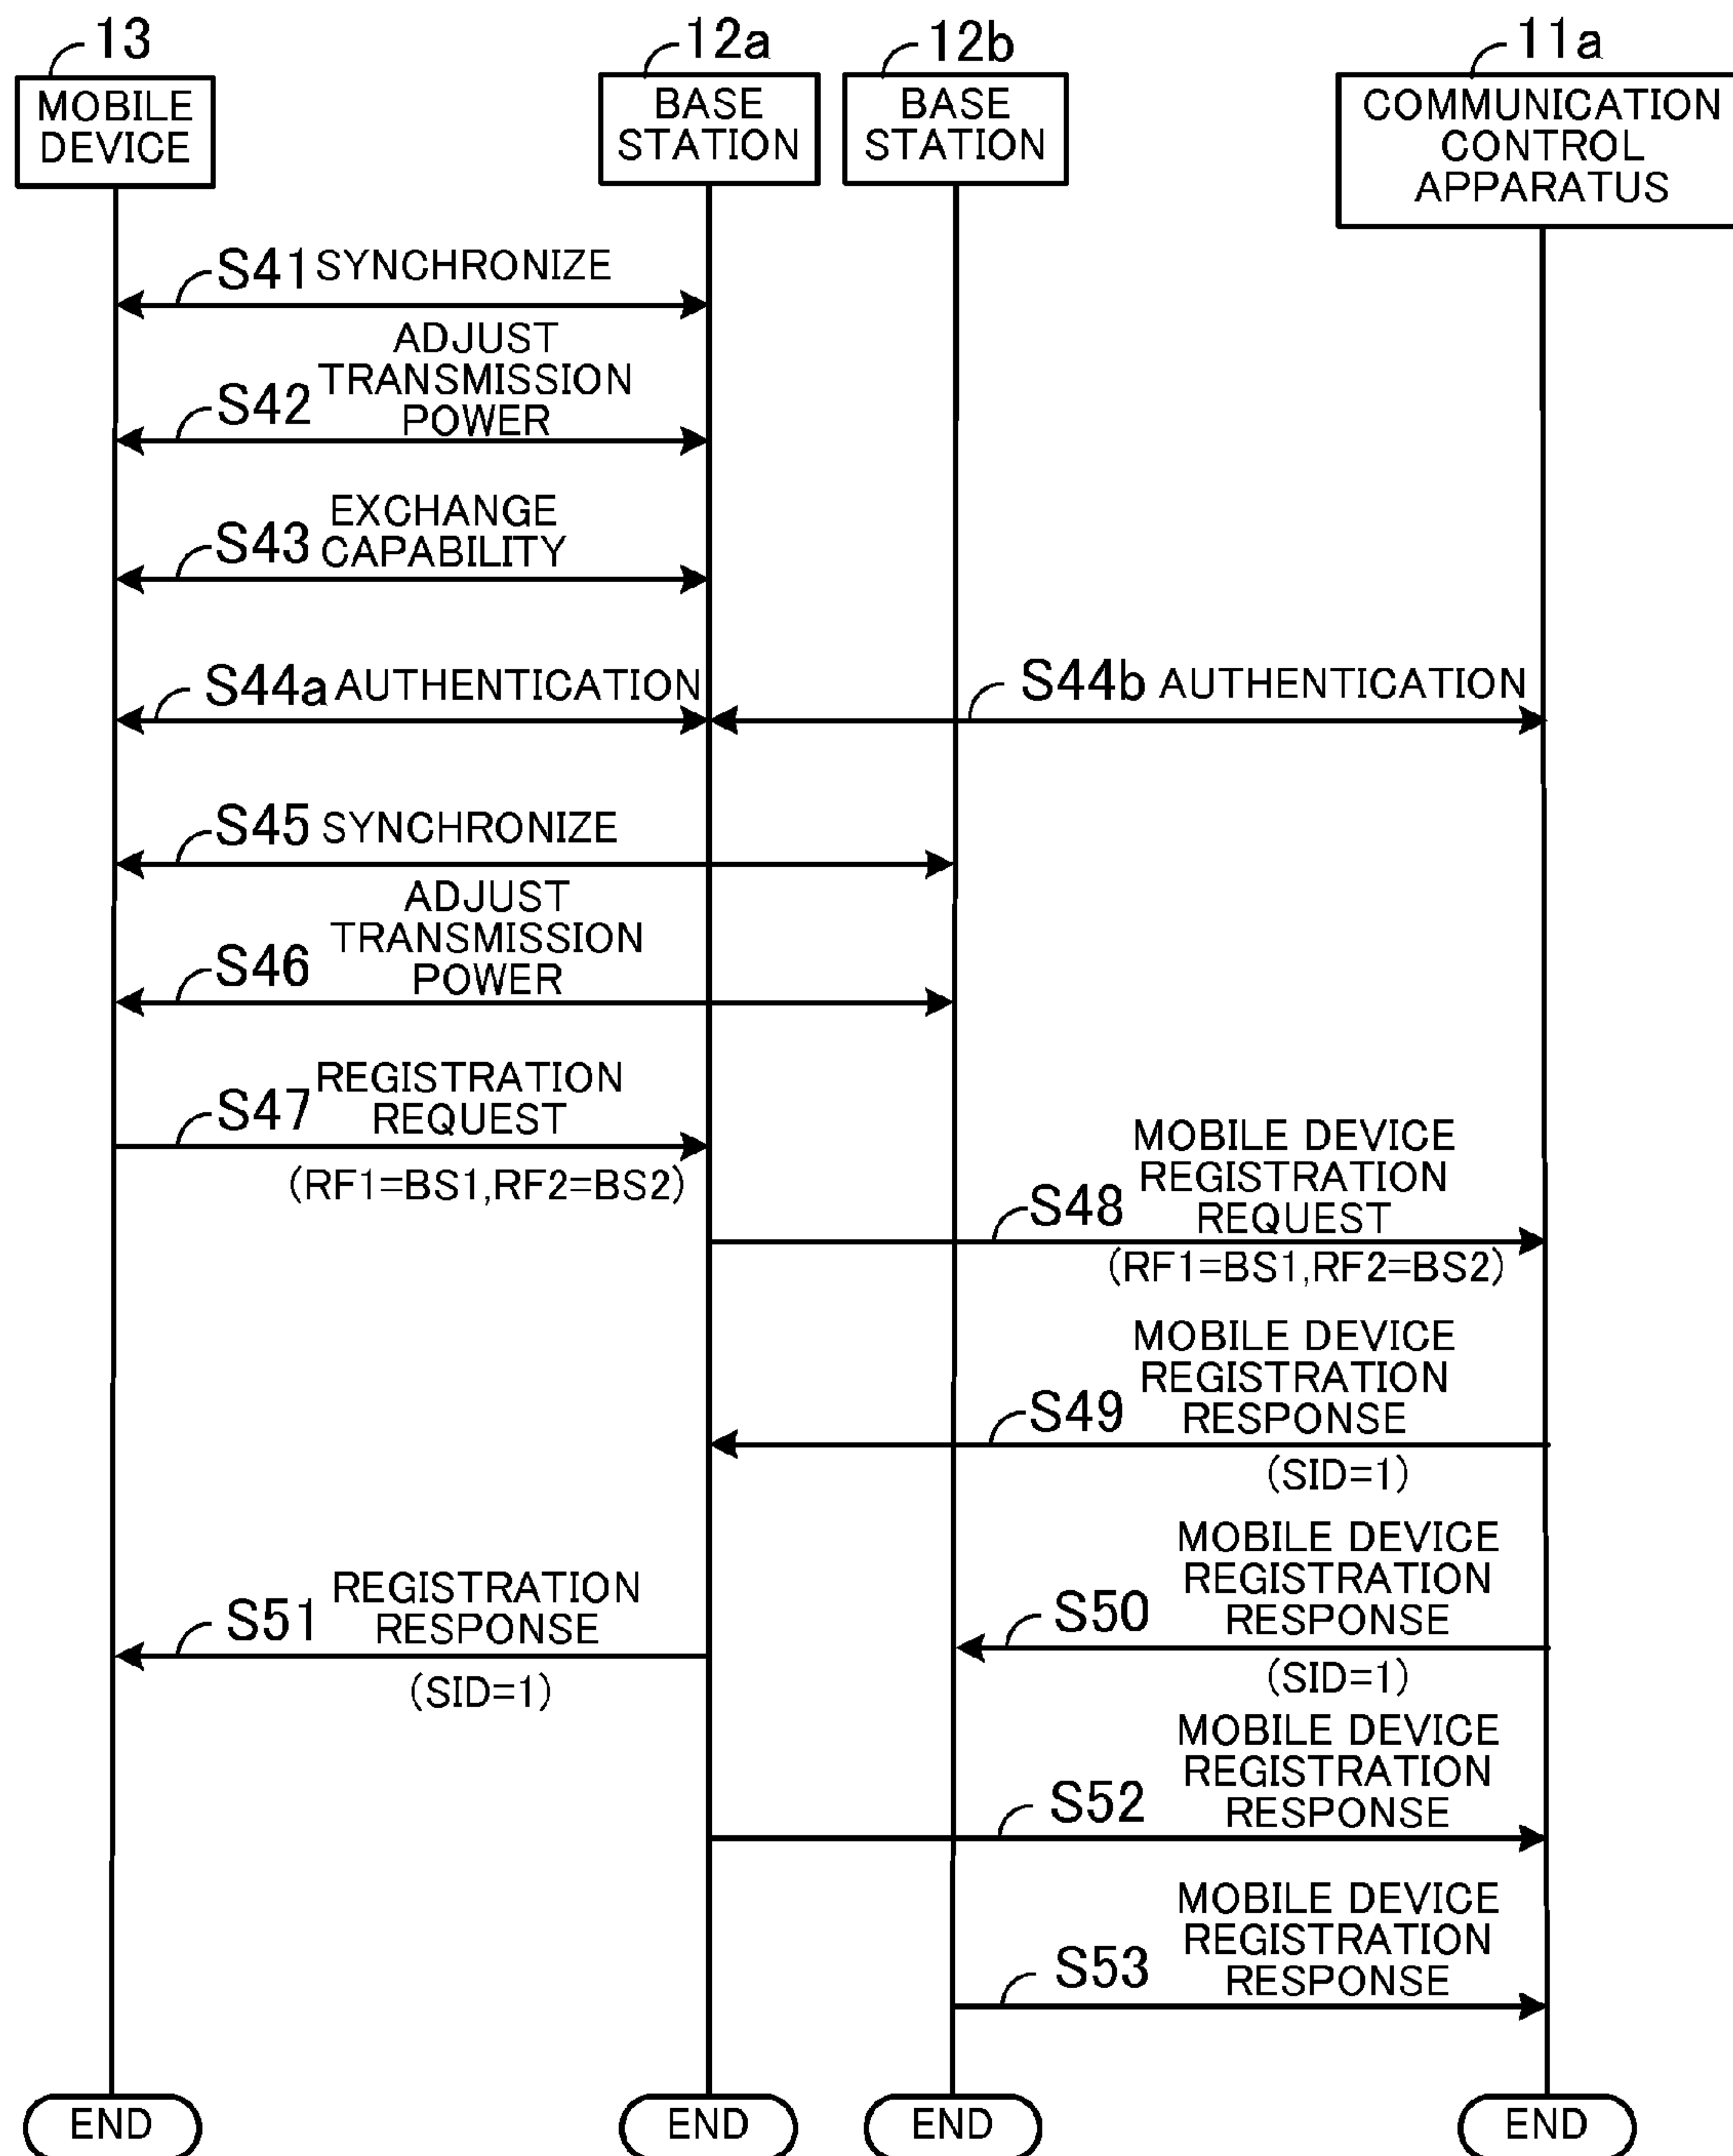 13
12a
12b
11a
MOBILE
DEVICE
BASE
STATION
BASE
STATION
COMMUNICATION
CONTROL
APPARATUS
S41 SYNCHRONIZE
ADJUST
TRANSMISSION
S42 POWER
EXCHANGE
S43 CAPABILITY
S44a AUTHENTICATION
S44b AUTHENTICATION
S45 SYNCHRONIZE
ADJUST
TRANSMISSION
S46 POWER
REGISTRATION
S47 REQUEST
(RF1=BS1,RF2=BS2)
MOBILE DEVICE
REGISTRATION
S48 REQUEST
(RF1=BS1,RF2=BS2)
MOBILE DEVICE
REGISTRATION
S49 RESPONSE
(SID=1)
MOBILE DEVICE
REGISTRATION
S50 RESPONSE
(SID=1)
REGISTRATION
S51 RESPONSE
(SID=1)
MOBILE DEVICE
REGISTRATION
S52 RESPONSE
MOBILE DEVICE
REGISTRATION
S53 RESPONSE
END
END
END
END